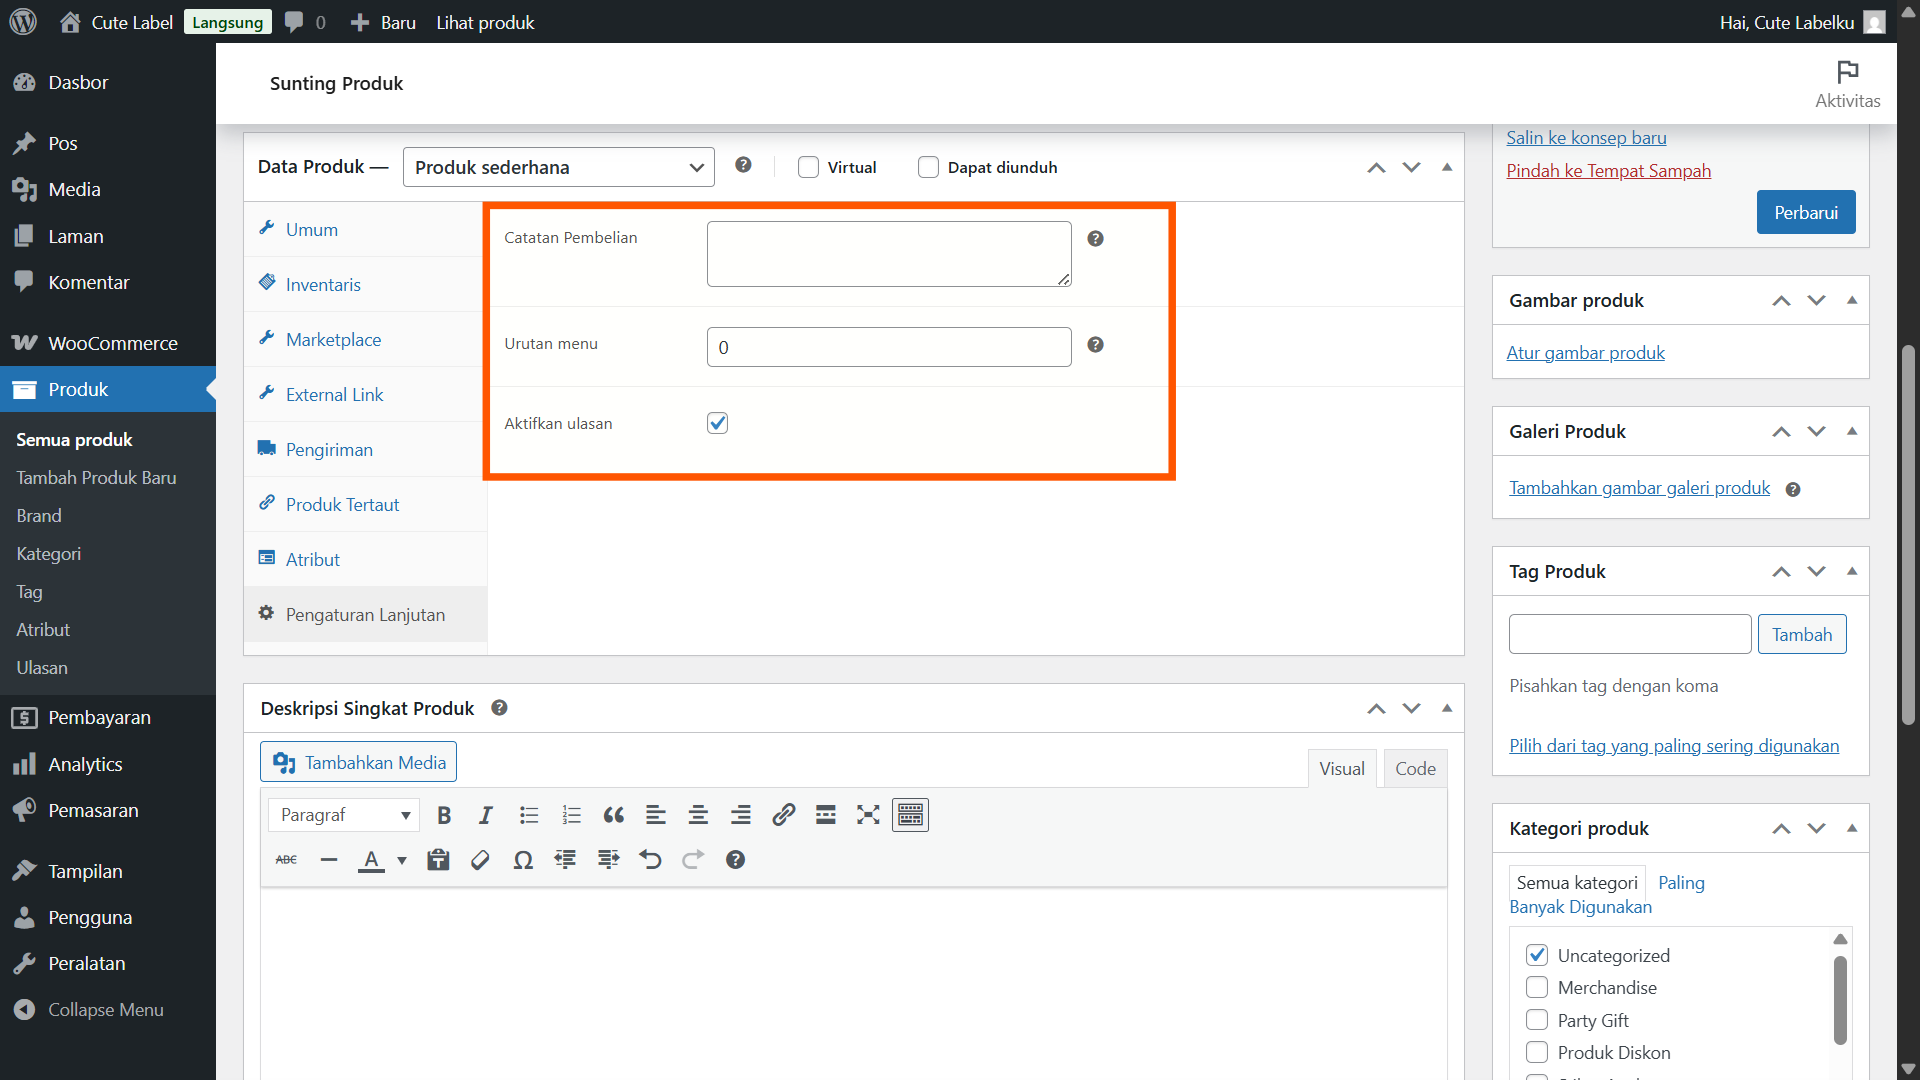 Cute Label Langsung 0 Baru Lihat produk Hai, Cute Labelku
Dasbor
Pos
Media
Laman
Komentar
WooCommerce
Produk
Semua produk
Tambah Produk Baru
Brand
Kategori
Tag
Atribut
Ulasan
Pembayaran
Analytics
Pemasaran
Tampilan
Pengguna
Peralatan
Collapse Menu
Sunting Produk
Aktivitas
Data Produk — Produk sederhana Virtual Dapat diunduh
Umum
Inventaris
Marketplace
External Link
Pengiriman
Produk Tertaut
Atribut
Pengaturan Lanjutan
Catatan Pembelian
Urutan menu 0
Aktifkan ulasan
Deskripsi Singkat Produk
Tambahkan Media
Visual Code
Paragraf
ABC
Salin ke konsep baru
Pindah ke Tempat Sampah
Perbarui
Gambar produk
Atur gambar produk
Galeri Produk
Tambahkan gambar galeri produk
Tag Produk
Tambah
Pisahkan tag dengan koma
Pilih dari tag yang paling sering digunakan
Kategori produk
Semua kategori Paling
Banyak Digunakan
Uncategorized
Merchandise
Party Gift
Produk Diskon